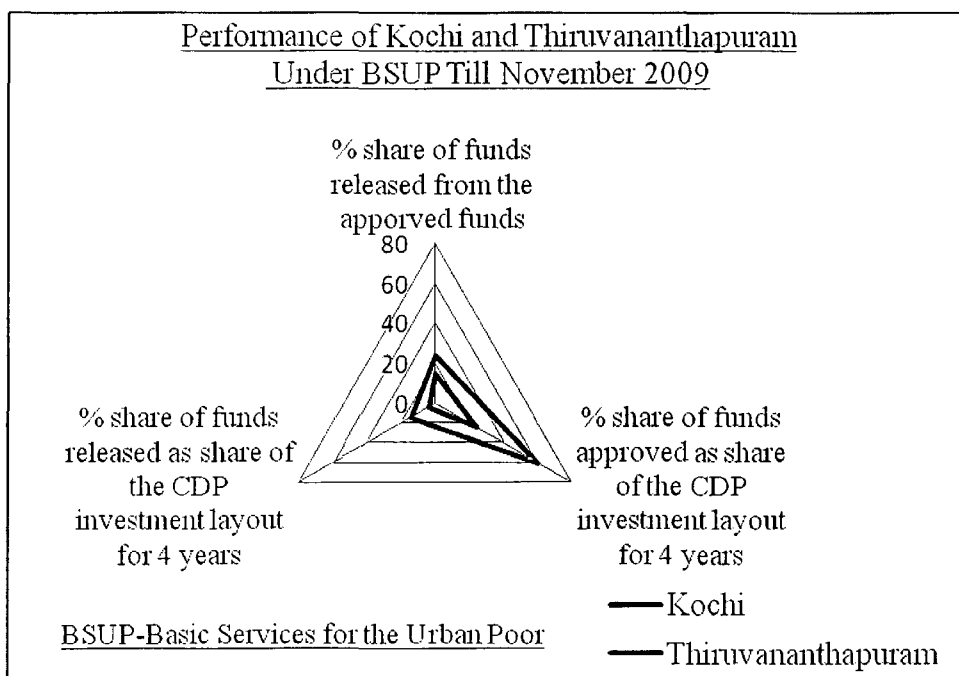 Performance of Kochi and Thiruvananthapuram
Under BSUP Till November 2009
% share of funds
released from the
apporved funds
80
60
40
20
0
% share of funds
released as share of
the CDP
investment layout
for 4 years
% share of funds
approved as share
of the CDP
investment layout
for 4 years
Kochi
Thiruvananthapuram
BSUP-Basic Services for the Urban Poor